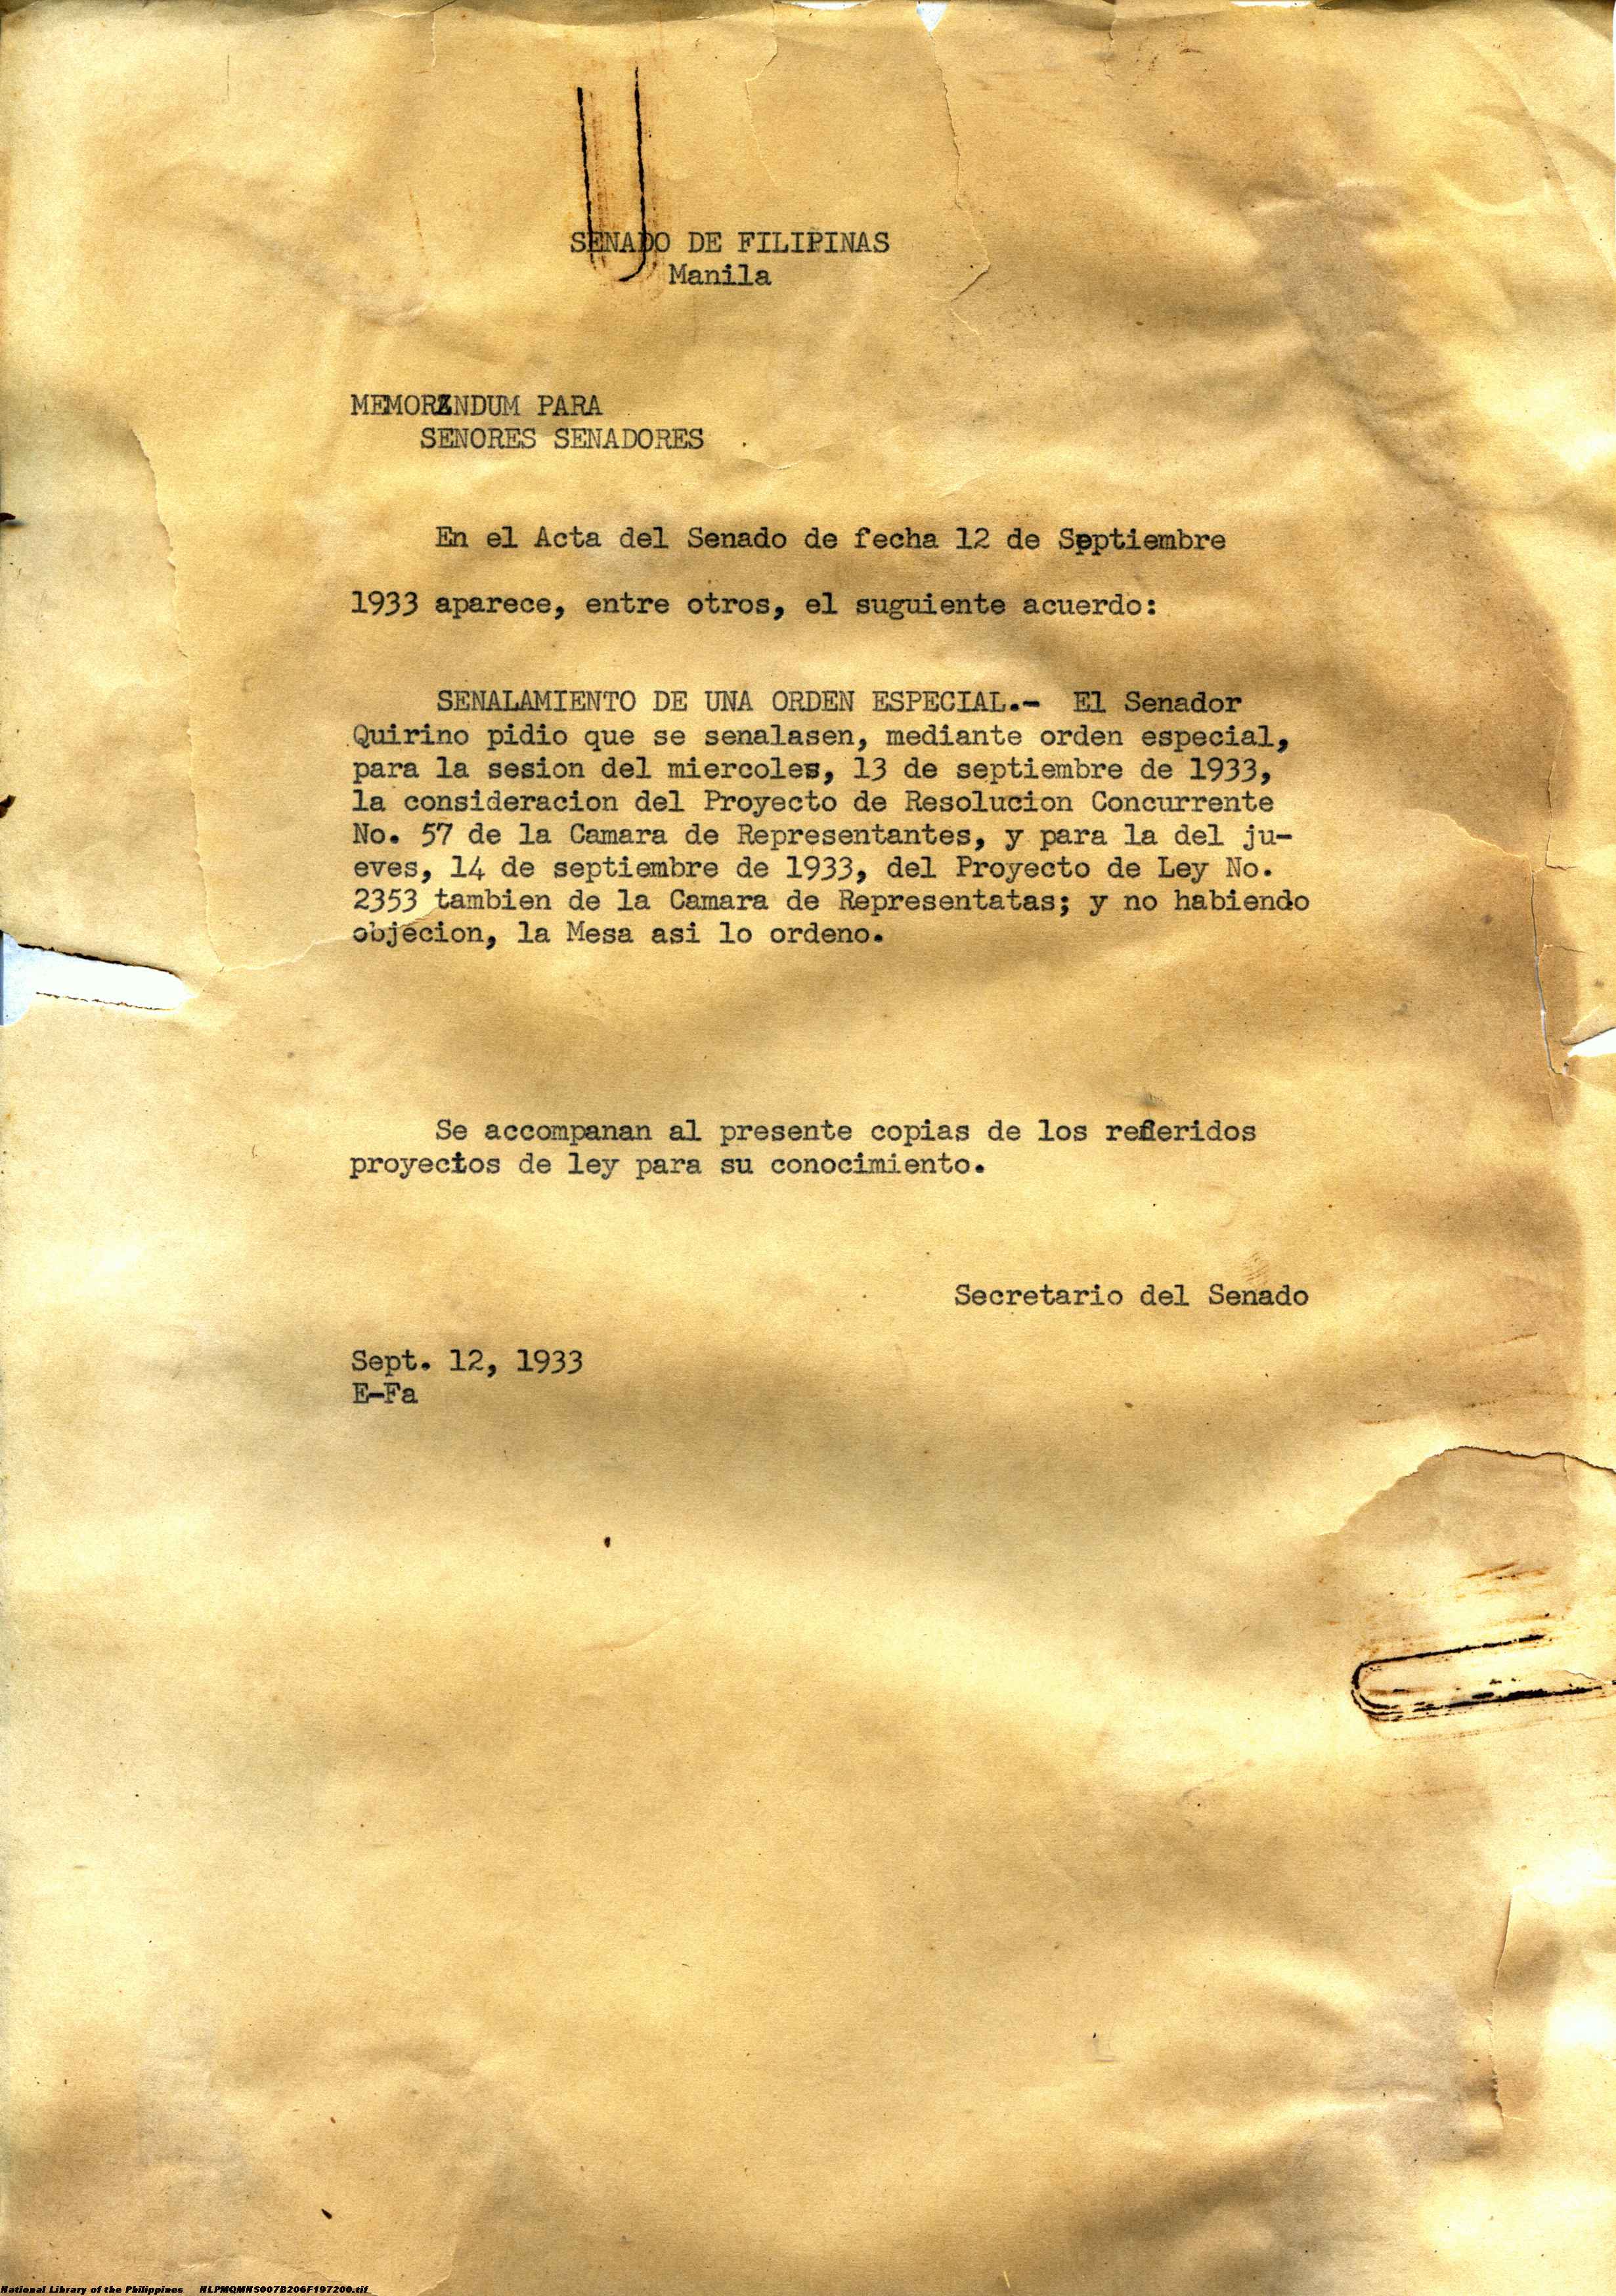 SENADO DE FILIPINAS
Manila
MEMORANDUM PARA
SENORES SENADORES
En el Acta del Senado de fecha 12 de Septiembre
1933 aparece, entre otros, el suguiente acuerdo:
SENALAMIENTO DE UNA ORDEN ESPECIAL.- El Senador
Quirino pidio que se senalasen, mediante orden especial,
para la sesion del miercoles, 13 de septiembre de 1933,
la consideracion del Proyecto de Resolucion Concurrente
No. 57 de la Camara de Representantes, y para la del ju-
eves, 14 de septiembre de 1933, del Proyecto de Ley No.
2353 tambien de la Camara de Representatas; y no habiendo
objecion, la Mesa asi lo ordeno.
Se accompanan al presente copias de los referidos
proyectos de ley para su conocimiento.
Secretario del Senado
Sept. 12, 1933
E-Fa
National Library of the Philippines NLPMQMNS007B206F197200.tif